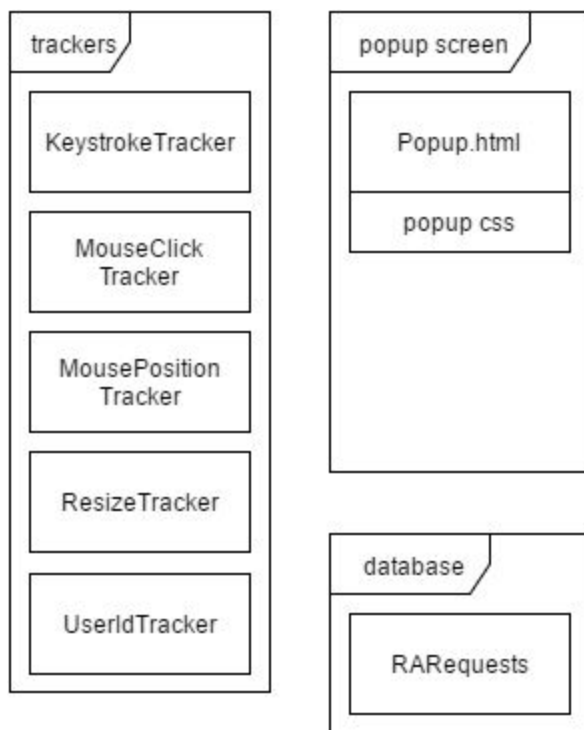 trackers
KeystrokeTracker
MouseClick
Tracker
MousePosition
Tracker
ResizeTracker
UserIdTracker
popup screen
Popup.html
popup css
database
RARequests